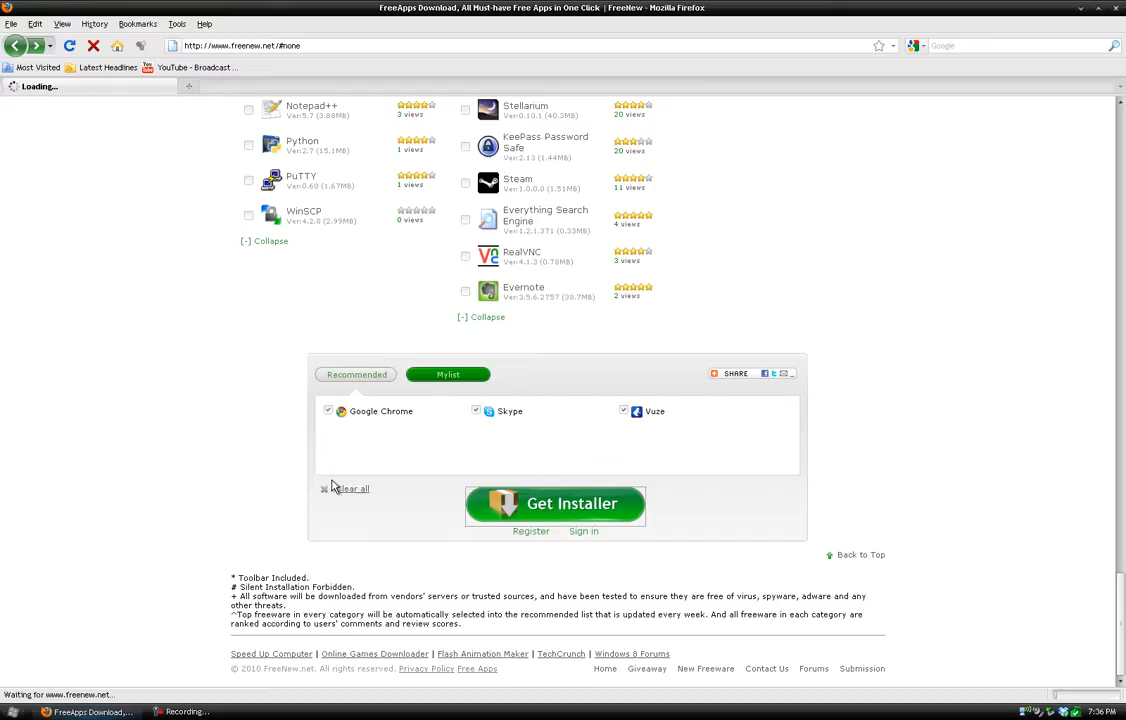 FreeApps Download, All Must-have Free Apps in One Click | FreeNew - Mozilla Firefox
File Edit View History Bookmarks Tools Help
http://www.freenew.net/#none
Google
Most Visited Latest Headlines YouTube - Broadcast ...
Loading...
Notepad++
Ver:5.7 (3.88MB)
3 views
Python
Ver:2.7 (15.1MB)
1 views
PuTTY
Ver:0.60 (1.67MB)
1 views
WinSCP
Ver:4.2.8 (2.99MB)
0 views
[-] Collapse
Stellarium
Ver:0.10.1 (40.3MB)
20 views
KeePass Password
Safe
Ver:2.13 (1.44MB)
20 views
Steam
Ver:1.0.0.0 (1.51MB)
11 views
Everything Search
Engine
Ver:1.2.1.371 (0.33MB)
4 views
RealVNC
Ver:4.1.3 (0.78MB)
3 views
Evernote
Ver:3.5.6.2757 (38.7MB)
2 views
[-] Collapse
Recommended Mylist SHARE
Google Chrome Skype Vuze
Clear all
Get Installer
Register Sign in
Back to Top
* Toolbar Included.
# Silent Installation Forbidden.
+ All software will be downloaded from vendors' servers or trusted sources, and have been tested to ensure they are free of virus, spyware, adware and any
other threats.
^Top freeware in every category will be automatically selected into the recommended list that is updated every week. And all freeware in each category are
ranked according to users' comments and review scores.
Speed Up Computer | Online Games Downloader | Flash Animation Maker | TechCrunch | Windows 8 Forums
© 2010 FreeNew.net. All rights reserved. Privacy Policy Free Apps Home Giveaway New Freeware Contact Us Forums Submission
Waiting for www.freenew.net...
FreeApps Download,... Recording... 7:36 PM